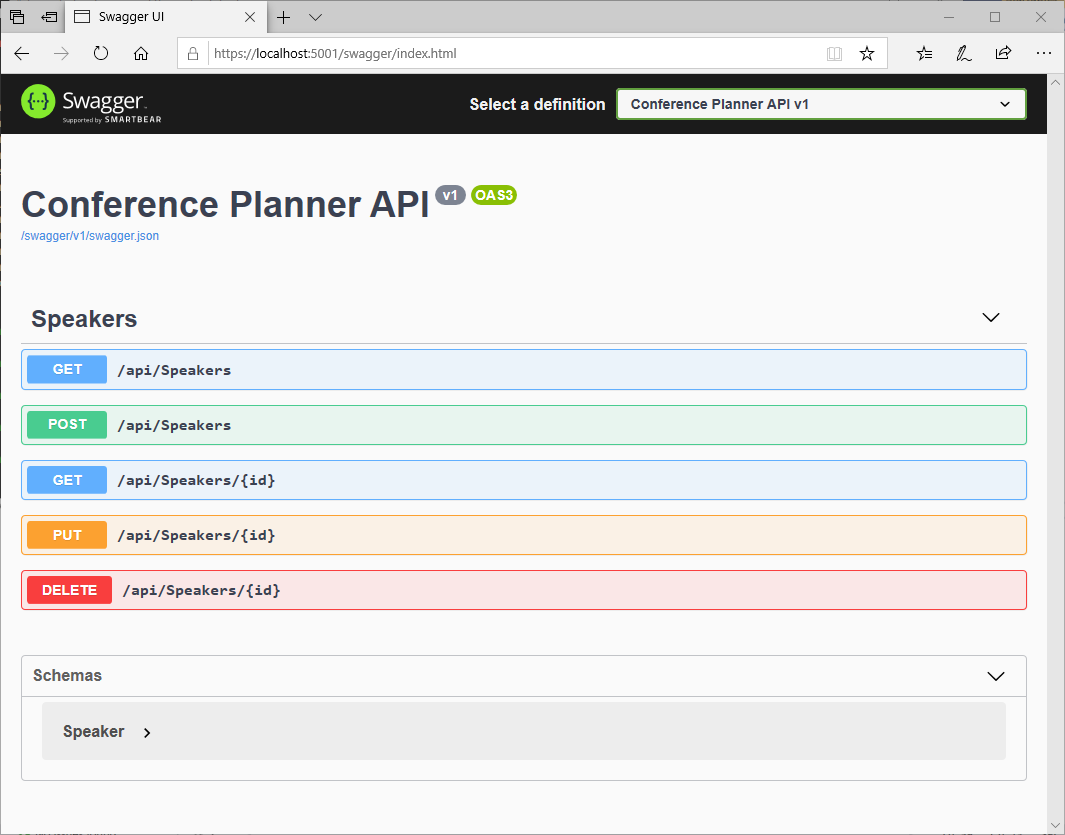 Swagger UI
https://localhost:5001/swagger/index.html
Swagger
Supported by SMARTBEAR
Select a definition
Conference Planner API v1
Conference Planner API v1 OAS3
/swagger/v1/swagger.json
Speakers
GET /api/Speakers
POST /api/Speakers
GET /api/Speakers/{id}
PUT /api/Speakers/{id}
DELETE /api/Speakers/{id}
Schemas
Speaker